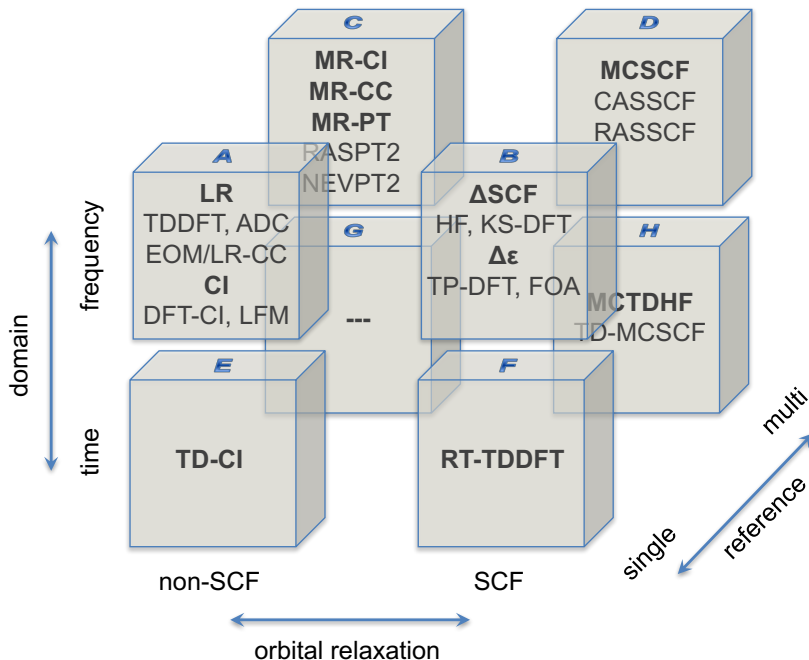 C
MR-CI
MR-CC
MR-PT
RASPT2
NEVPT2
D
MCSCF
CASSCF
RASSCF
A
LR
TDDFT, ADC
EOM/LR-CC
CI
DFT-CI, LFM
B
ΔSCF
HF, KS-DFT
Δε
TP-DFT, FOA
G
---
H
MCTDHF
TD-MCSCF
E
TD-CI
F
RT-TDDFT
domain
frequency
time
non-SCF
SCF
orbital relaxation
single
multi
reference